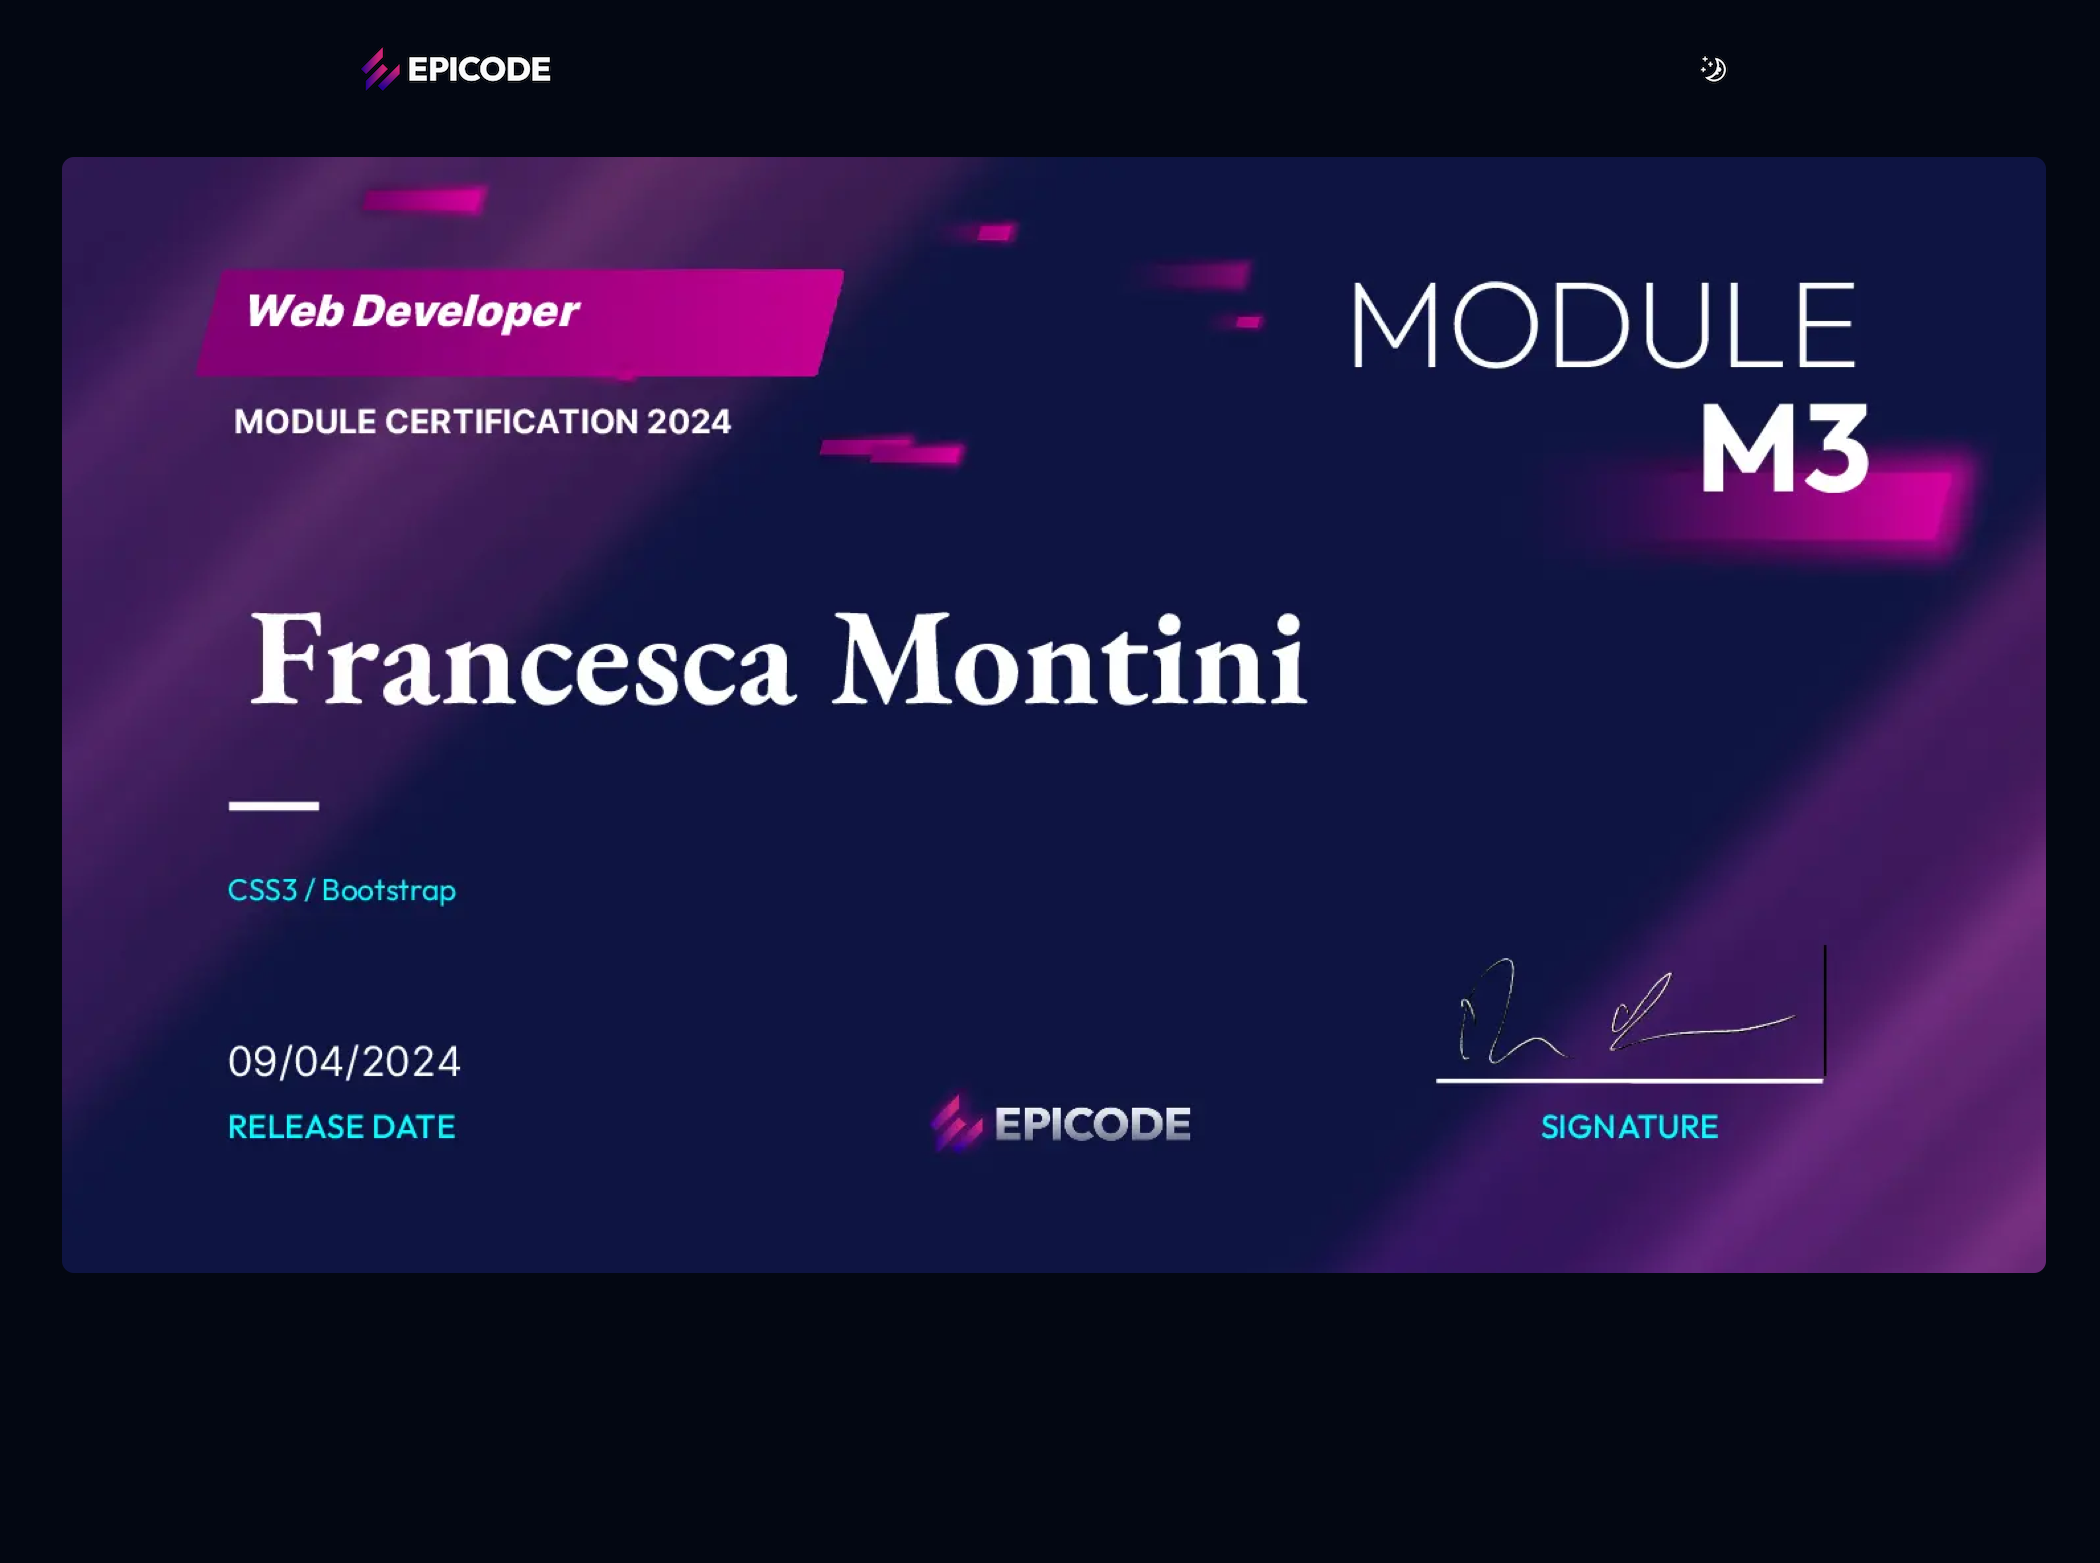 EPICODE
Web Developer
MODULE CERTIFICATION 2024
MODULE
M3
Francesca Montini
CSS3 / Bootstrap
09/04/2024
RELEASE DATE
EPICODE
SIGNATURE